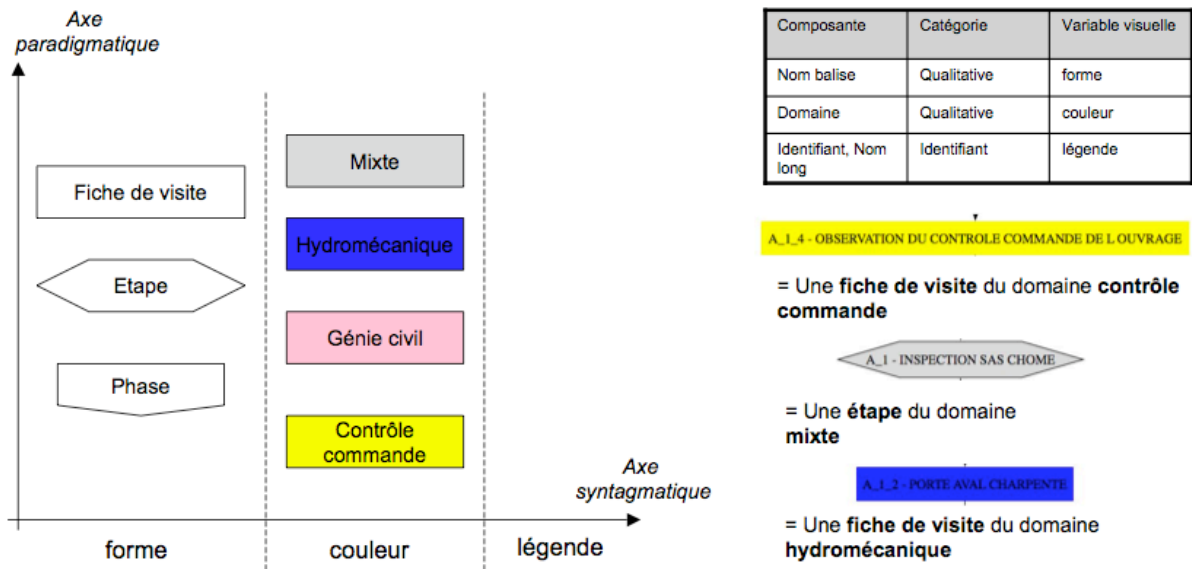 Axe
paradigmatique
Fiche de visite
Etape
Phase
Mixte
Hydromécanique
Génie civil
Contrôle
commande
Axe
syntagmatique
forme
couleur
légende
Composante
Catégorie
Variable visuelle
Nom balise
Qualitative
forme
Domaine
Qualitative
couleur
Identifiant, Nom
long
Identifiant
légende
A_1_4 - OBSERVATION DU CONTROLE COMMANDE DE L OUVRAGE
= Une fiche de visite du domaine contrôle
commande
A_1 - INSPECTION SAS CHOME
= Une étape du domaine
mixte
A_1_2 - PORTE AVAL CHARPENTE
= Une fiche de visite du domaine
hydromécanique